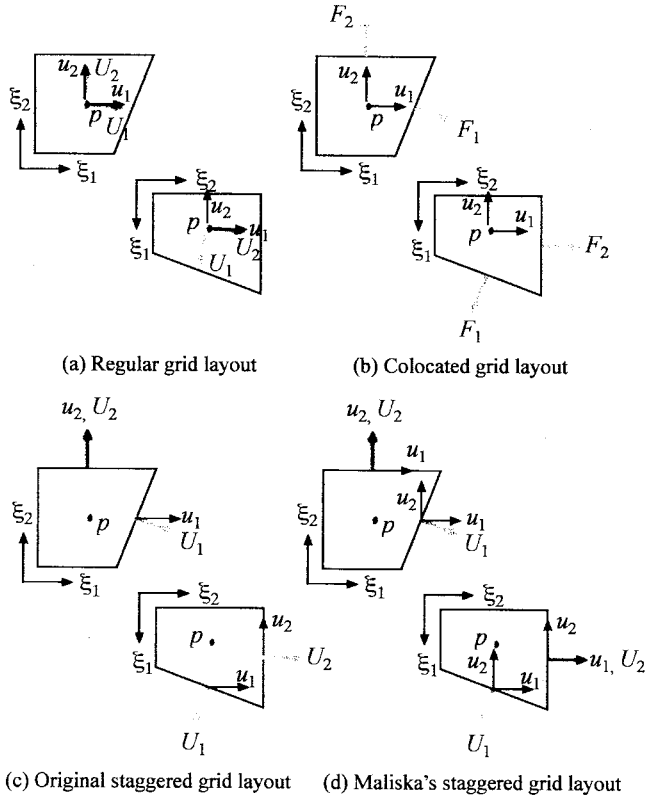 F₂
u₂ U₂
u₁
p U₁
ξ₂
ξ₁
u₂
u₁
p
F₁
ξ₂
ξ₁
ξ₂
u₂
p
u₁
U₂
U₁
ξ₁
ξ₂
u₂
p
u₁
F₂
F₁
ξ₁
(a) Regular grid layout
(b) Colocated grid layout
u₂, U₂
p
u₁
U₁
ξ₂
ξ₁
u₂, U₂
u₁
u₂
p
u₁
U₁
ξ₂
ξ₁
ξ₂
u₂
p
U₂
u₁
ξ₁
U₁
ξ₂
u₂
p
u₂
u₁, U₂
u₁
ξ₁
U₁
(c) Original staggered grid layout
(d) Maliska's staggered grid layout